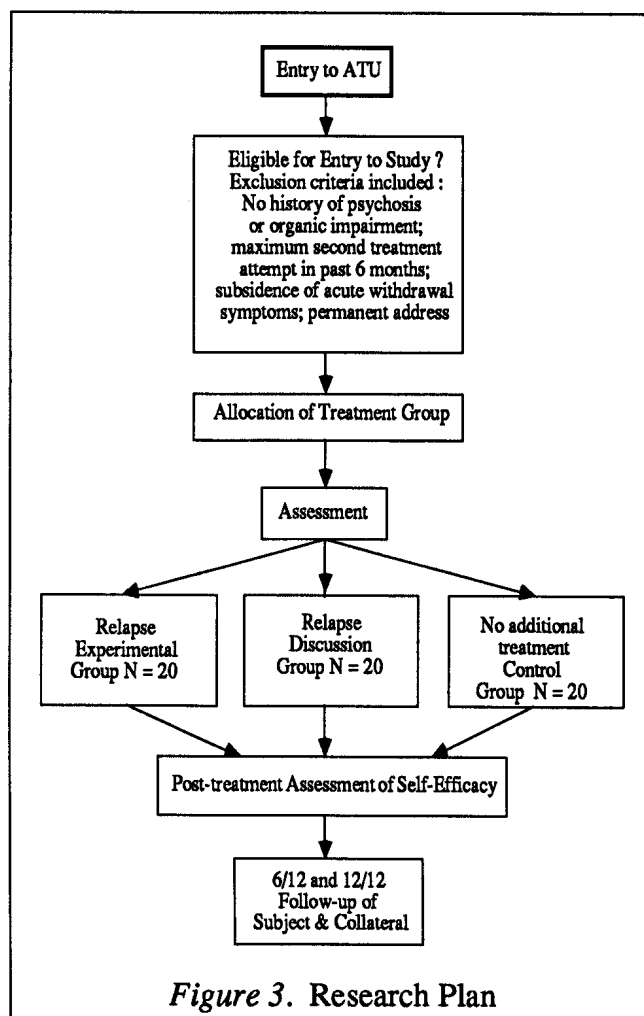 Entry to ATU
Eligible for Entry to Study ?
Exclusion criteria included :
No history of psychosis
or organic impairment;
maximum second treatment
attempt in past 6 months;
subsidence of acute withdrawal
symptoms; permanent address
Allocation of Treatment Group
Assessment
Relapse
Experimental
Group N = 20
Relapse
Discussion
Group N = 20
No additional
treatment
Control
Group N = 20
Post-treatment Assessment of Self-Efficacy
6/12 and 12/12
Follow-up of
Subject & Collateral
Figure 3. Research Plan